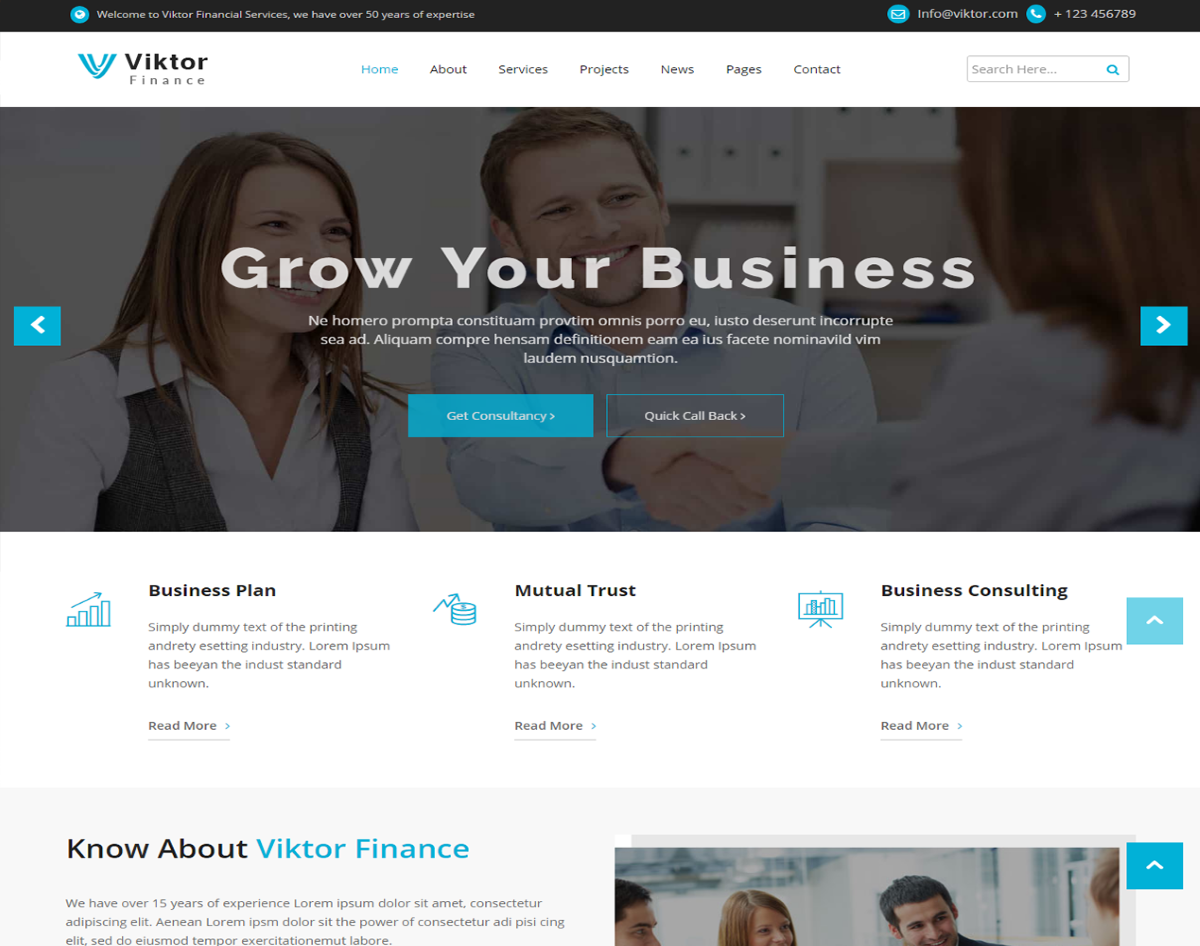 Welcome to Viktor Financial Services, we have over 50 years of expertise
Info@viktor.com
+ 123 456789
Viktor
Finance
Home
About
Services
Projects
News
Pages
Contact
Search Here...
Grow Your Business
Ne homero prompta constituam provtim omnis porro eu, iusto deserunt incorrupte
sea ad. Aliquam compre hensam definitionem eam ea ius facete nominavild vim
laudem nusquamtion.
Get Consultancy >
Quick Call Back >
Business Plan
Simply dummy text of the printing
andrety esetting industry. Lorem Ipsum
has beeyan the indust standard
unknown.
Read More >
Mutual Trust
Simply dummy text of the printing
andrety esetting industry. Lorem Ipsum
has beeyan the indust standard
unknown.
Read More >
Business Consulting
Simply dummy text of the printing
andrety esetting industry. Lorem Ipsum
has beeyan the indust standard
unknown.
Read More >
Know About Viktor Finance
We have over 15 years of experience Lorem ipsum dolor sit amet, consectetur
adipiscing elit. Aenean Lorem ipsm dolor sit the power of consectetur adi pisi cing
elit, sed do eiusmod tempor exercitationemut labore.